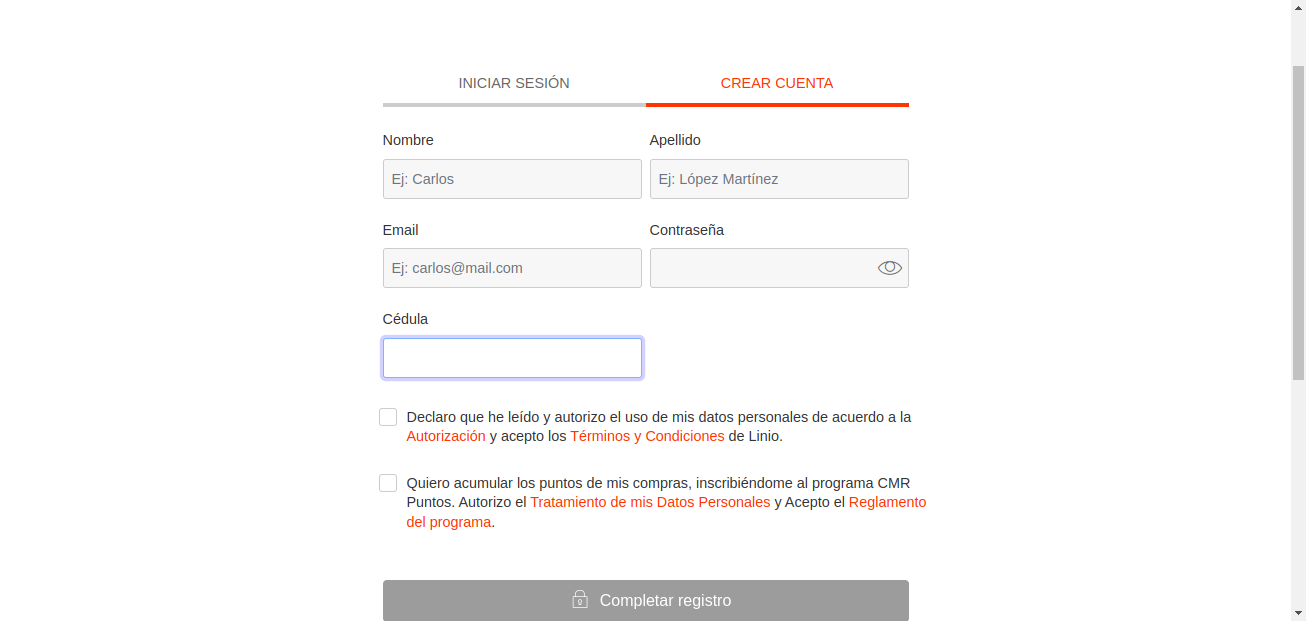 INICIAR SESIÓN
CREAR CUENTA
Nombre
Apellido
Ej: Carlos
Ej: López Martínez
Email
Contraseña
Ej: carlos@mail.com
Cédula
Declaro que he leído y autorizo el uso de mis datos personales de acuerdo a la
Autorización y acepto los Términos y Condiciones de Linio.
Quiero acumular los puntos de mis compras, inscribiéndome al programa CMR
Puntos. Autorizo el Tratamiento de mis Datos Personales y Acepto el Reglamento
del programa.
Completar registro